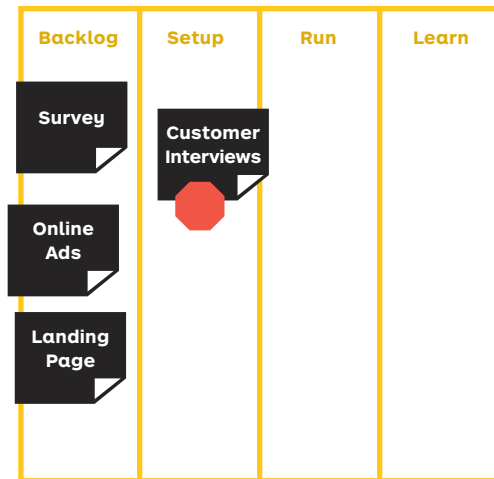 Backlog
Setup
Run
Learn
Survey
Online
Ads
Landing
Page
Customer
Interviews